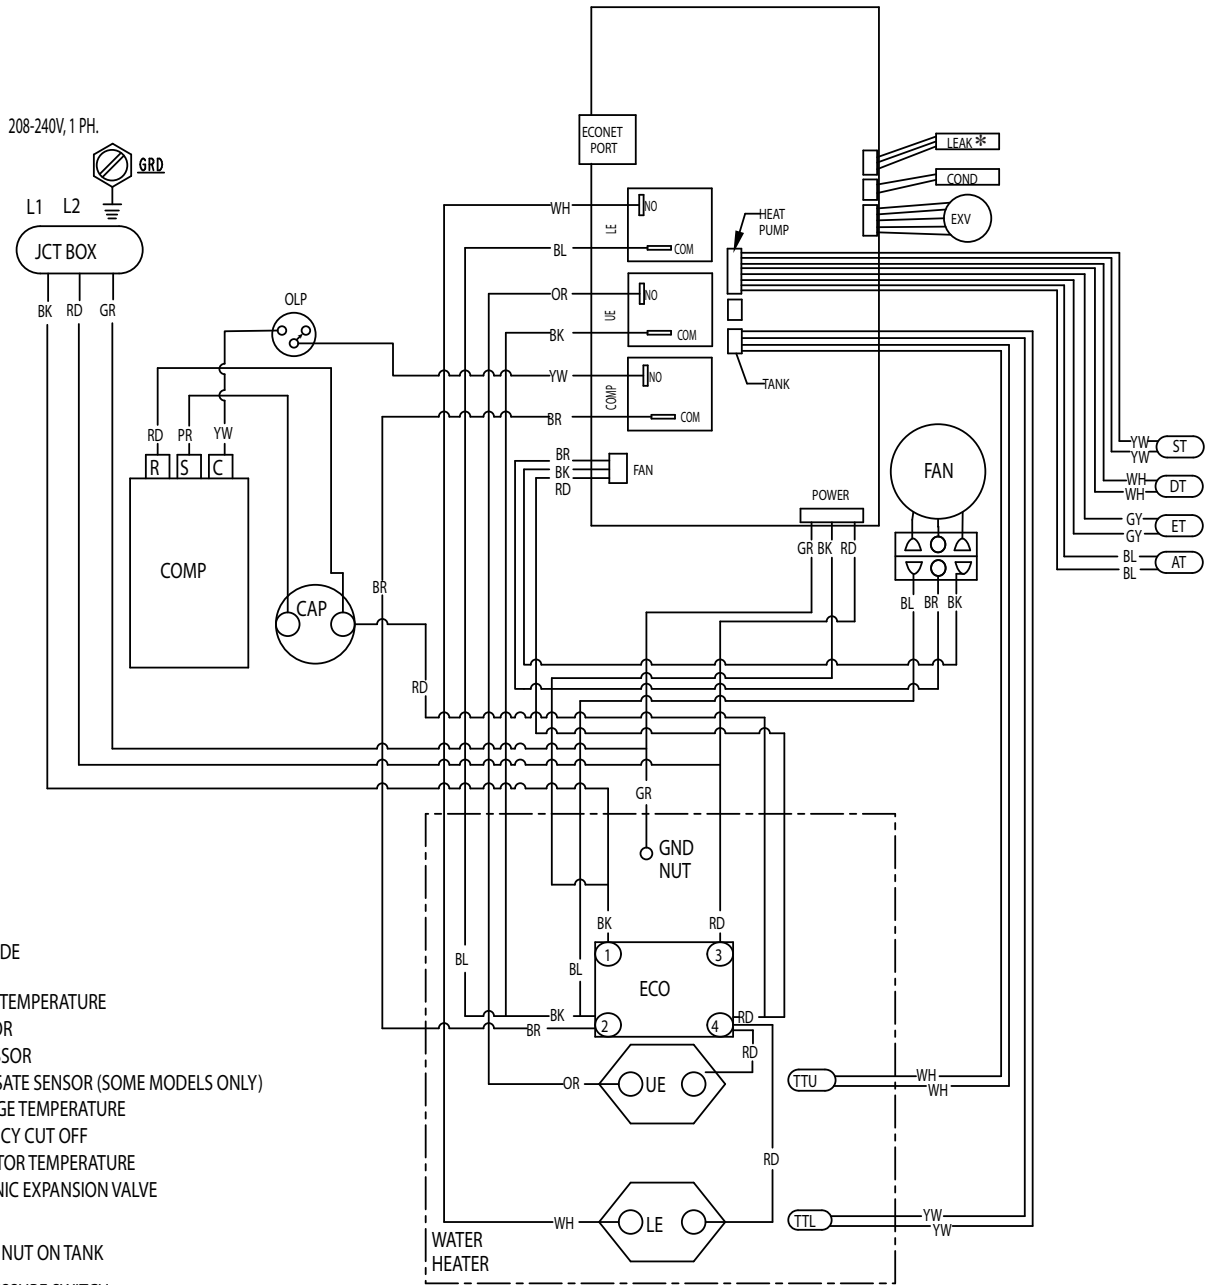 208-240V, 1 PH.
GRD
L1 L2
JCT BOX
BK RD GR
OLP
RD PR YW
R S C
COMP
CAP
ECONET
PORT
WH
BL
OR
BK
YW
BR
LE
NO
COM
UE
NO
COM
COMP
NO
COM
HEAT
PUMP
TANK
BR
BK
RD
FAN
POWER
GR BK RD
LEAK*
COND
EXV
FAN
BL BR BK
YW
YW
ST
WH
WH
DT
GY
GY
ET
BL
BL
AT
BR
RD
GR
GND
NUT
BK RD
BL
BL
1 3
ECO
2 4
BK
BR
RD
RD
OR
UE
TTU
WH
WH
RD
WH
LE
TTL
YW
YW
WATER
HEATER
DE
TEMPERATURE
OR
SSOR
SATE SENSOR (SOME MODELS ONLY)
GE TEMPERATURE
CY CUT OFF
TOR TEMPERATURE
NIC EXPANSION VALVE
NUT ON TANK